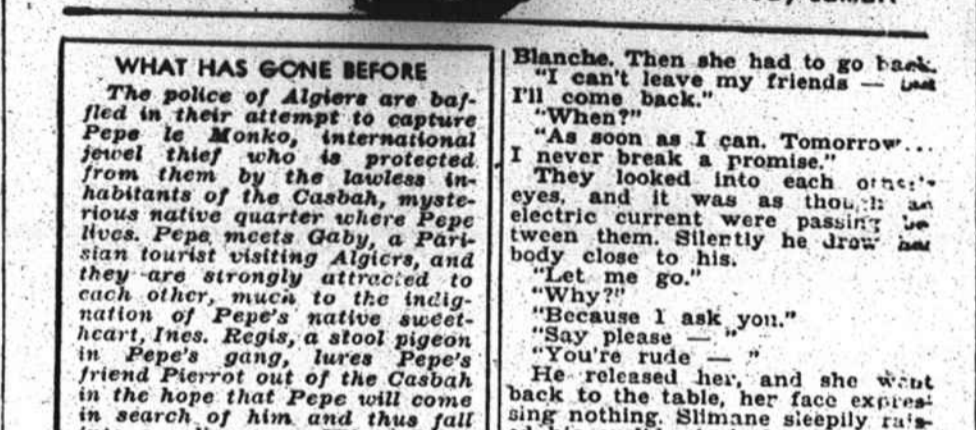 WHAT HAS GONE BEFORE
The police of Algiers are baf-
fled in their attempt to capture
Pepe le Monko, international
jewel thief who is protected
from them by the lawless in-
habitants of the Casbah, myste-
rious native quarter where Pepe
lives. Pepe meets Gaby, a Pari-
sian tourist visiting Algiers, and
they are strongly attracted to
each other, much to the indig-
nation of Pepe's native sweet-
heart, Ines. Regis, a stool pigeon
in Pepe's gang, lures Pepe's
friend Pierrot out of the Casbah
in the hope that Pepe will come
in search of him and thus fall
Blanche. Then she had to go back.
"I can't leave my friends —
I'll come back."
"When?"
"As soon as I can. Tomorrow...
I never break a promise."
They looked into each other's
eyes, and it was as though an
electric current were passing be
tween them. Silently he drew her
body close to his.
"Let me go."
"Why?"
"Because I ask you."
"Say please — "
"You're rude — "
He released her, and she went
back to the table, her face expres-
sing nothing. Slimane sleepily rais-